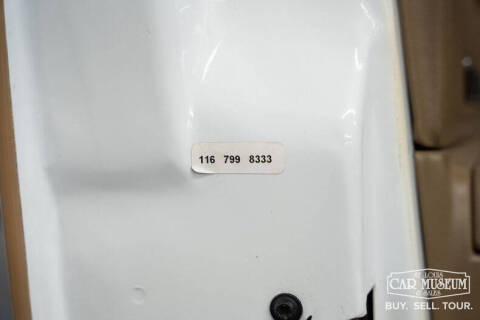 116 799 8333
ST. LOUIS
CAR MUSEUM
& SALES
BUY. SELL. TOUR.